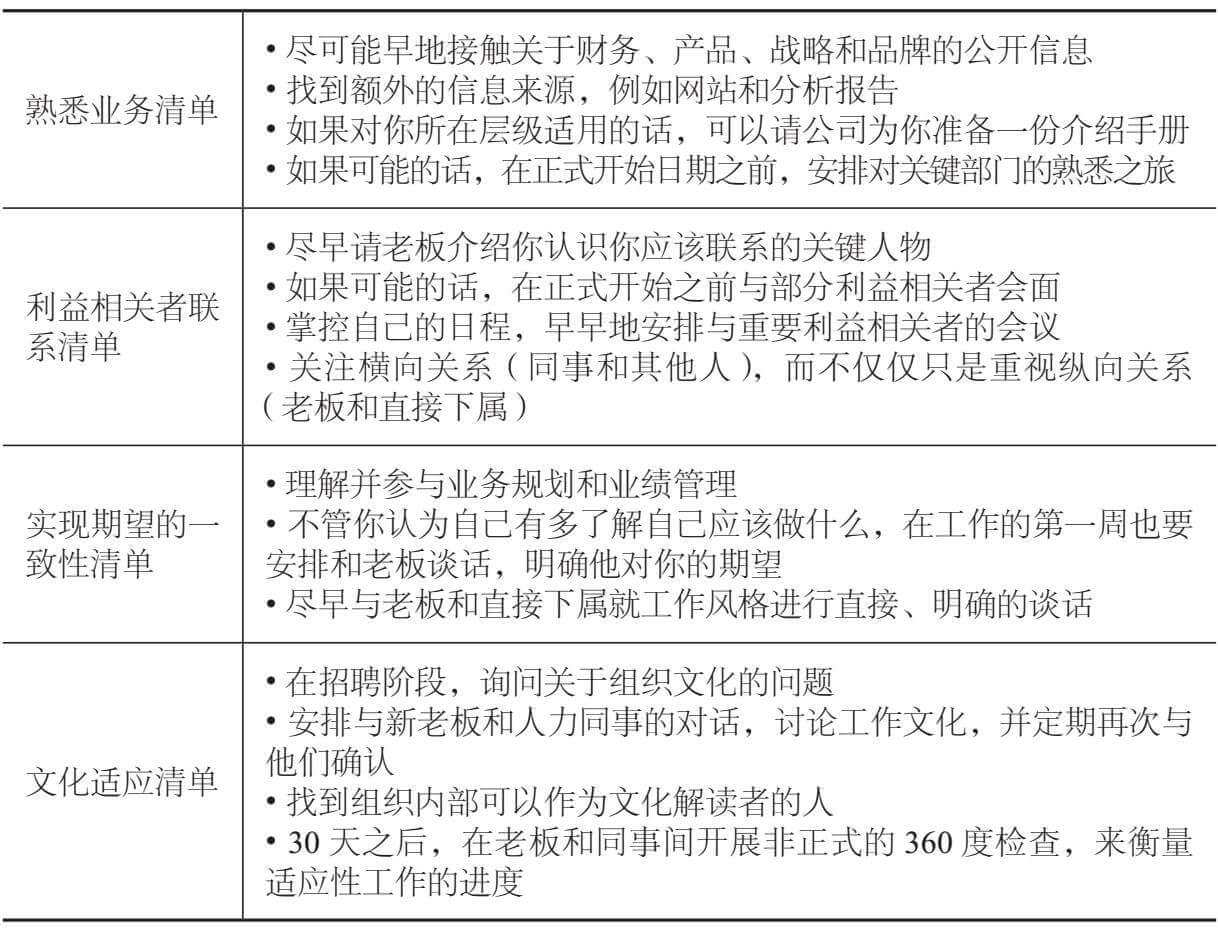 熟悉业务清单
• 尽可能早地接触关于财务、产品、战略和品牌的公开信息
• 找到额外的信息来源，例如网站和分析报告
• 如果对你所在层级适用的话，可以请公司为你准备一份介绍手册
• 如果可能的话，在正式开始日期之前，安排对关键部门的熟悉之旅
利益相关者联
系清单
• 尽早请老板介绍你认识你应该联系的关键人物
• 如果可能的话，在正式开始之前与部分利益相关者会面
• 掌控自己的日程，早早地安排与重要利益相关者的会议
• 关注横向关系（同事和其他人），而不仅仅只是重视纵向关系
（老板和直接下属）
实现期望的一
致性清单
• 理解并参与业务规划和业绩管理
• 不管你认为自己有多了解自己应该做什么，在工作的第一周也要
安排和老板谈话，明确他对你的期望
• 尽早与老板和直接下属就工作风格进行直接、明确的谈话
文化适应清单
• 在招聘阶段，询问关于组织文化的问题
• 安排与新老板和人力同事的对话，讨论工作文化，并定期再次与
他们确认
• 找到组织内部可以作为文化解读者的人
• 30 天之后，在老板和同事间开展非正式的 360 度检查，来衡量
适应性工作的进度